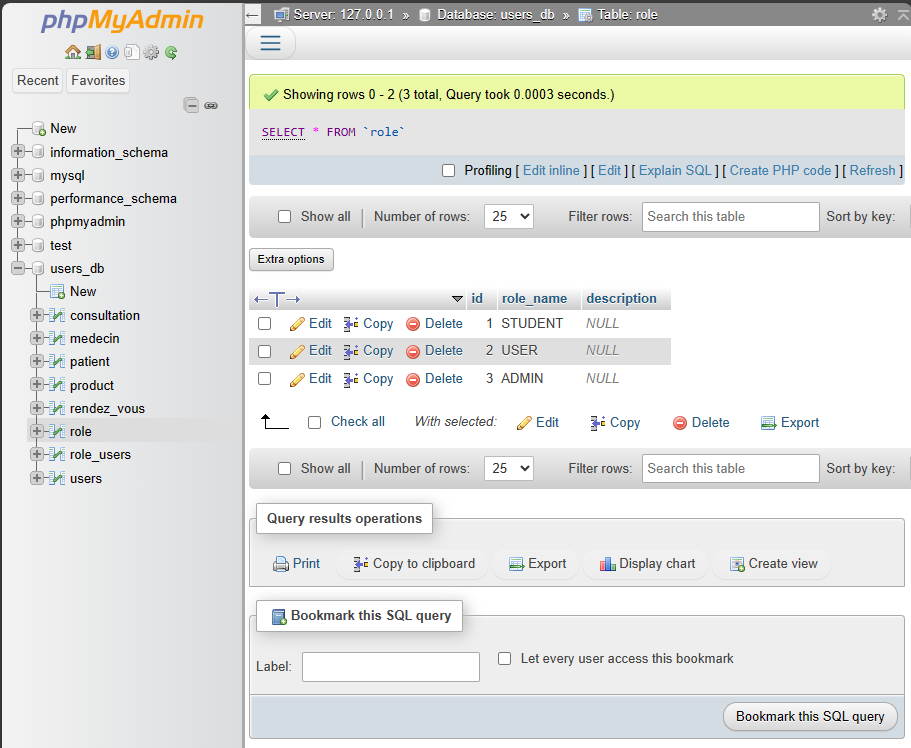 phpMyAdmin
Recent Favorites
New
information_schema
mysql
performance_schema
phpmyadmin
test
users_db
New
consultation
medecin
patient
product
rendez_vous
role
role_users
users
Server: 127.0.0.1 » Database: users_db » Table: role
Showing rows 0 - 2 (3 total, Query took 0.0003 seconds.)
SELECT * FROM `role`
Profiling [ Edit inline ] [ Edit ] [ Explain SQL ] [ Create PHP code ] [ Refresh ]
Show all Number of rows: 25 Filter rows: Search this table Sort by key:
Extra options
id role_name description
Edit Copy Delete 1 STUDENT NULL
Edit Copy Delete 2 USER NULL
Edit Copy Delete 3 ADMIN NULL
Check all With selected: Edit Copy Delete Export
Show all Number of rows: 25 Filter rows: Search this table Sort by key:
Query results operations
Print Copy to clipboard Export Display chart Create view
Bookmark this SQL query
Label: Let every user access this bookmark
Bookmark this SQL query